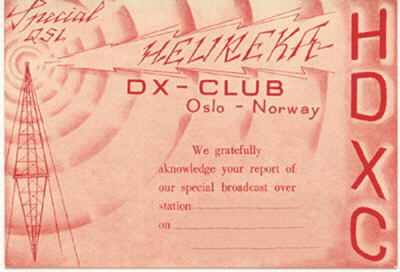 Special
QSL
HEUREKA
DX-CLUB
Oslo - Norway
We gratefully
aknowledge your report of
our special broadcast over
station
on
HDXC